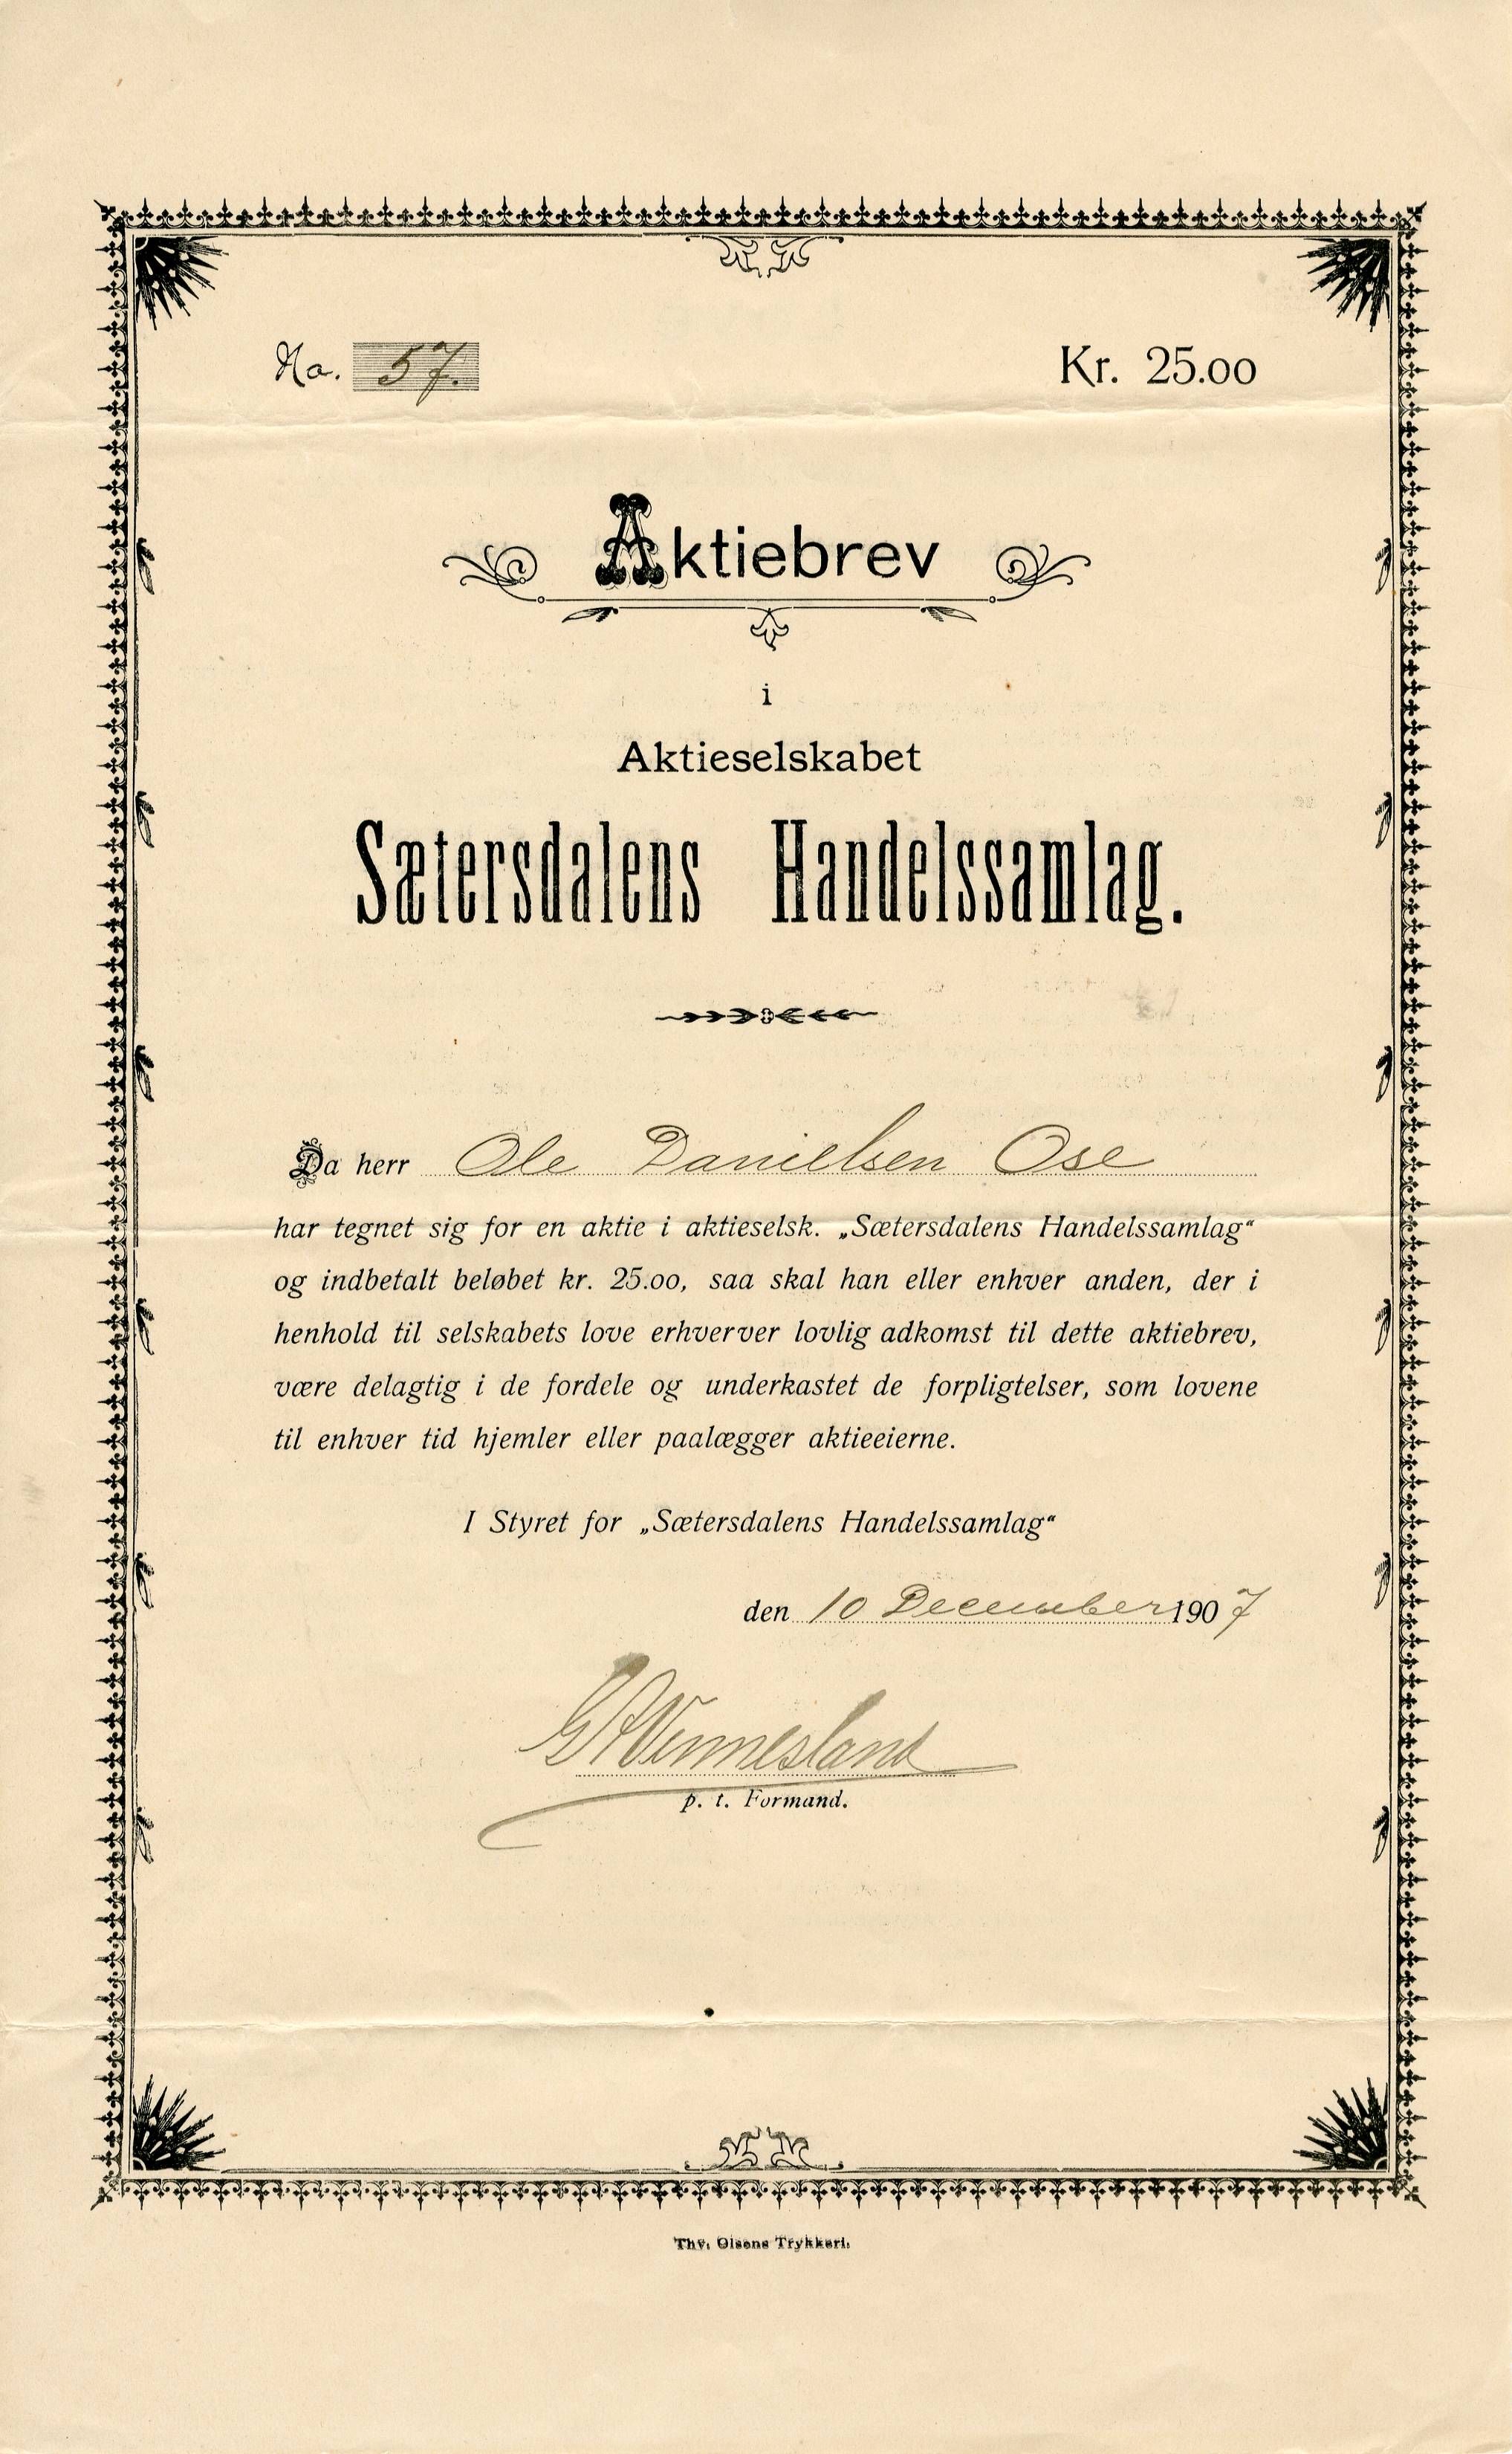 No. 57.
Kr. 25.00
Aktiebrev
i
Aktieselskabet
Sætersdalens Handelssamlag.
Da herr Ole Danielsen Ose
har tegnet sig for en aktie i aktieselsk. „Sætersdalens Handelssamlag“
og indbetalt beløbet kr. 25.00, saa skal han eller enhver anden, der i
henhold til selskabets love erhverver lovlig adkomst til dette aktiebrev,
være delagtig i de fordele og underkastet de forpligtelser, som lovene
til enhver tid hjemler eller paalægger aktieeierne.
I Styret for „Sætersdalens Handelssamlag“
den 10 December 1907
Vennesland
p. t. Formand.
Thv. Olsens Trykkeri.